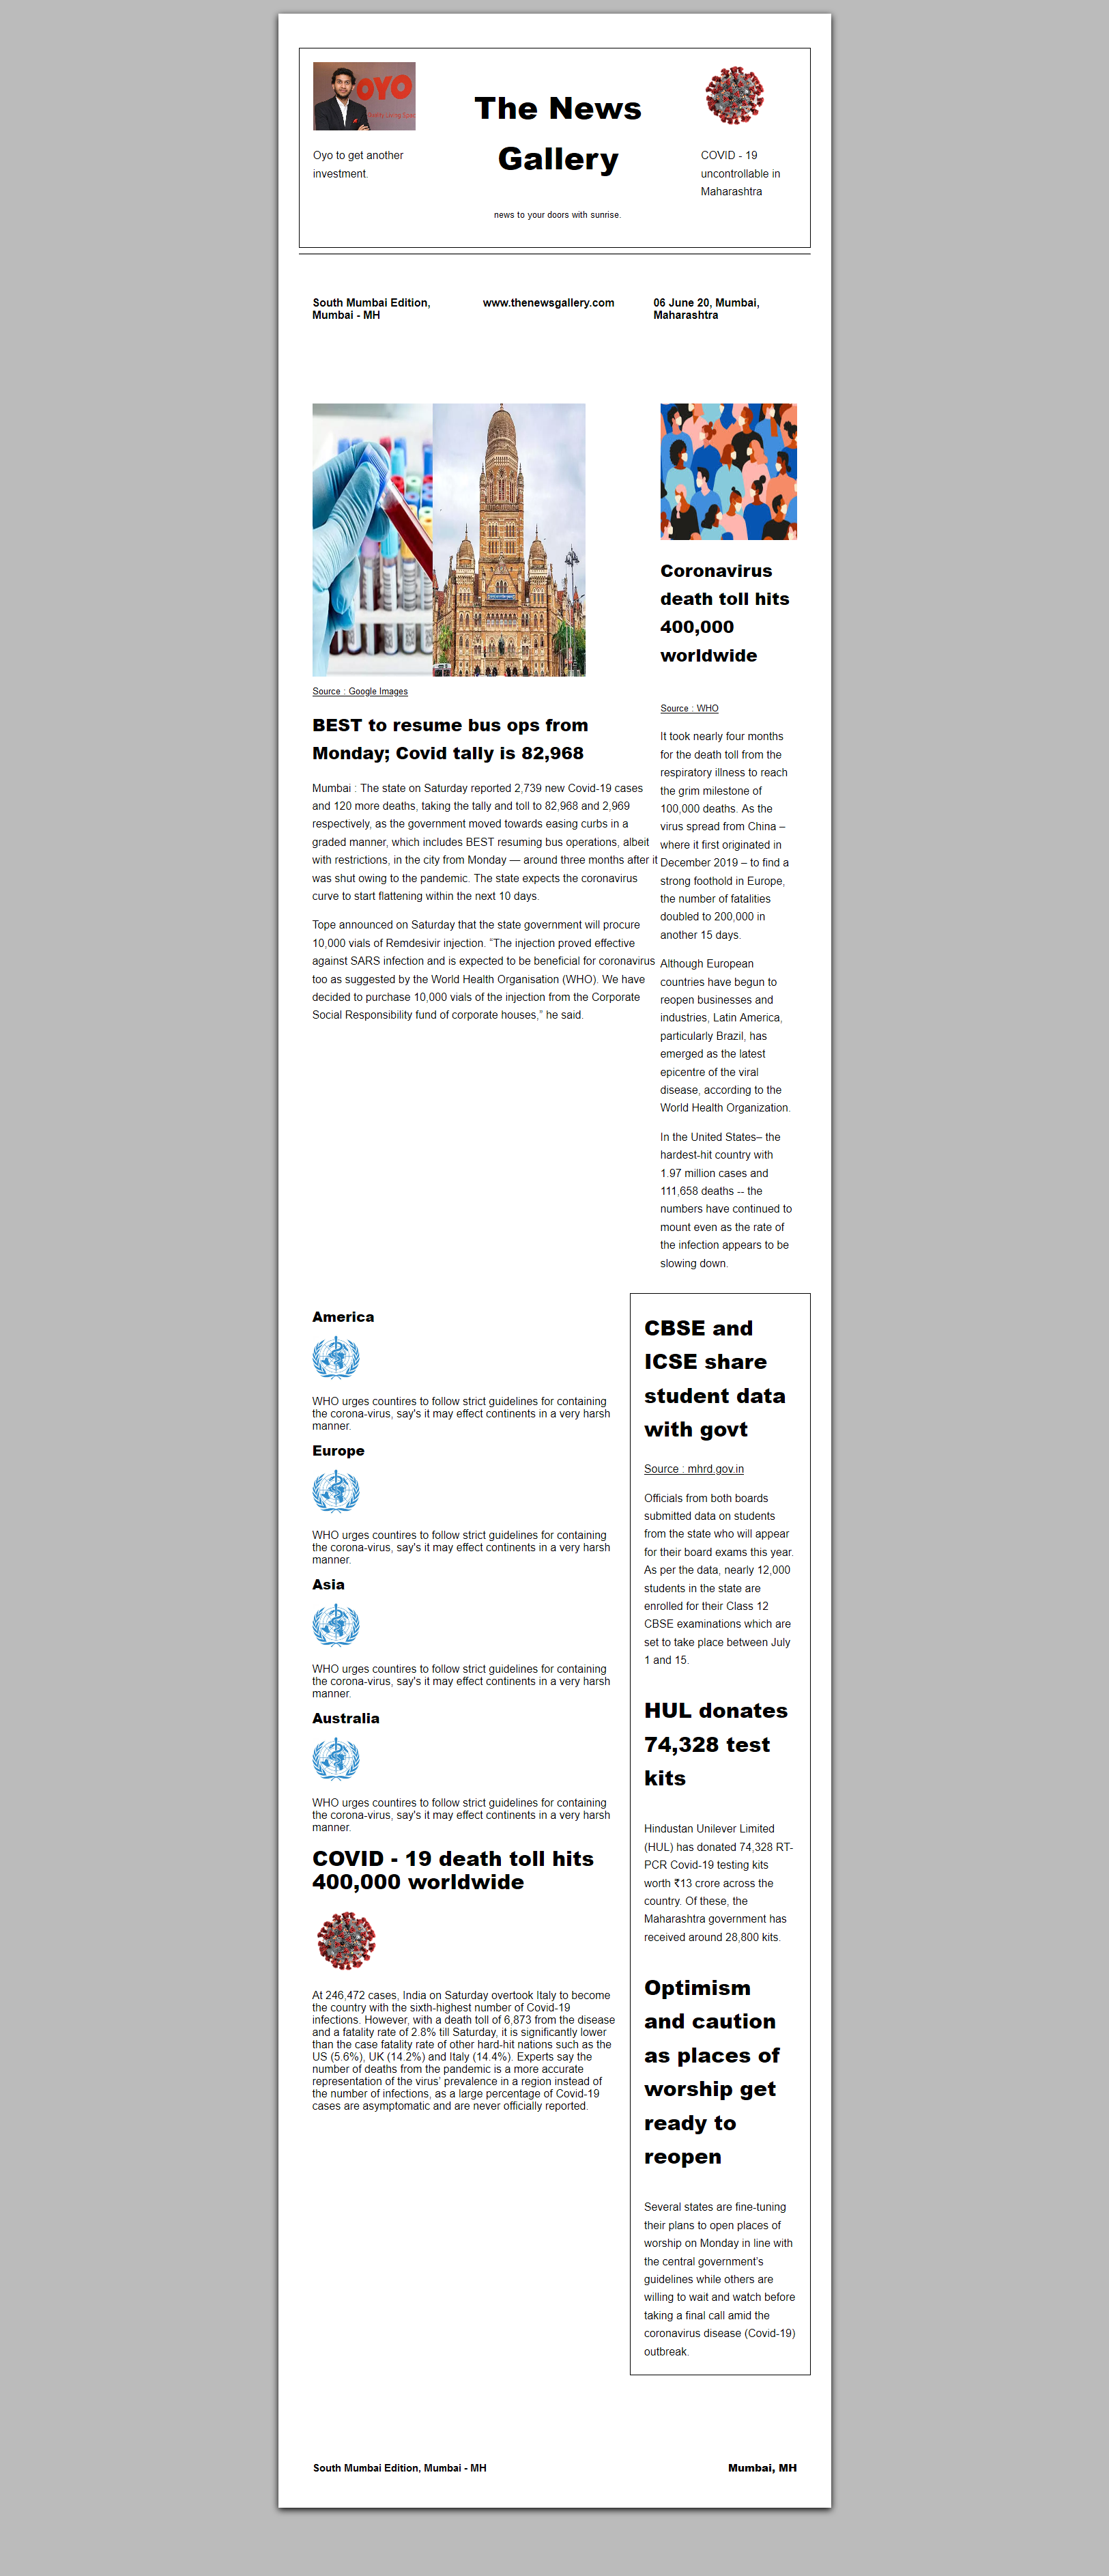 OYO
Oyo to get another
investment.
The News
Gallery
news to your doors with sunrise.
COVID - 19
uncontrollable in
Maharashtra
South Mumbai Edition,
Mumbai - MH
www.thenewsgallery.com
06 June 20, Mumbai,
Maharashtra
Source : Google Images
BEST to resume bus ops from
Monday; Covid tally is 82,968
Mumbai : The state on Saturday reported 2,739 new Covid-19 cases
and 120 more deaths, taking the tally and toll to 82,968 and 2,969
respectively, as the government moved towards easing curbs in a
graded manner, which includes BEST resuming bus operations, albeit
with restrictions, in the city from Monday — around three months after it
was shut owing to the pandemic. The state expects the coronavirus
curve to start flattening within the next 10 days.
Tope announced on Saturday that the state government will procure
10,000 vials of Remdesivir injection. “The injection proved effective
against SARS infection and is expected to be beneficial for coronavirus
too as suggested by the World Health Organisation (WHO). We have
decided to purchase 10,000 vials of the injection from the Corporate
Social Responsibility fund of corporate houses,” he said.
Coronavirus
death toll hits
400,000
worldwide
Source : WHO
It took nearly four months
for the death toll from the
respiratory illness to reach
the grim milestone of
100,000 deaths. As the
virus spread from China –
where it first originated in
December 2019 – to find a
strong foothold in Europe,
the number of fatalities
doubled to 200,000 in
another 15 days.
Although European
countries have begun to
reopen businesses and
industries, Latin America,
particularly Brazil, has
emerged as the latest
epicentre of the viral
disease, according to the
World Health Organization.
In the United States– the
hardest-hit country with
1.97 million cases and
111,658 deaths -- the
numbers have continued to
mount even as the rate of
the infection appears to be
slowing down.
America
WHO urges countires to follow strict guidelines for containing
the corona-virus, say's it may effect continents in a very harsh
manner.
Europe
WHO urges countires to follow strict guidelines for containing
the corona-virus, say's it may effect continents in a very harsh
manner.
Asia
WHO urges countires to follow strict guidelines for containing
the corona-virus, say's it may effect continents in a very harsh
manner.
Australia
WHO urges countires to follow strict guidelines for containing
the corona-virus, say's it may effect continents in a very harsh
manner.
COVID - 19 death toll hits
400,000 worldwide
At 246,472 cases, India on Saturday overtook Italy to become
the country with the sixth-highest number of Covid-19
infections. However, with a death toll of 6,873 from the disease
and a fatality rate of 2.8% till Saturday, it is significantly lower
than the case fatality rate of other hard-hit nations such as the
US (5.6%), UK (14.2%) and Italy (14.4%). Experts say the
number of deaths from the pandemic is a more accurate
representation of the virus’ prevalence in a region instead of
the number of infections, as a large percentage of Covid-19
cases are asymptomatic and are never officially reported.
CBSE and
ICSE share
student data
with govt
Source : mhrd.gov.in
Officials from both boards
submitted data on students
from the state who will appear
for their board exams this year.
As per the data, nearly 12,000
students in the state are
enrolled for their Class 12
CBSE examinations which are
set to take place between July
1 and 15.
HUL donates
74,328 test
kits
Hindustan Unilever Limited
(HUL) has donated 74,328 RT-
PCR Covid-19 testing kits
worth ₹13 crore across the
country. Of these, the
Maharashtra government has
received around 28,800 kits.
Optimism
and caution
as places of
worship get
ready to
reopen
Several states are fine-tuning
their plans to open places of
worship on Monday in line with
the central government’s
guidelines while others are
willing to wait and watch before
taking a final call amid the
coronavirus disease (Covid-19)
outbreak.
South Mumbai Edition, Mumbai - MH
Mumbai, MH